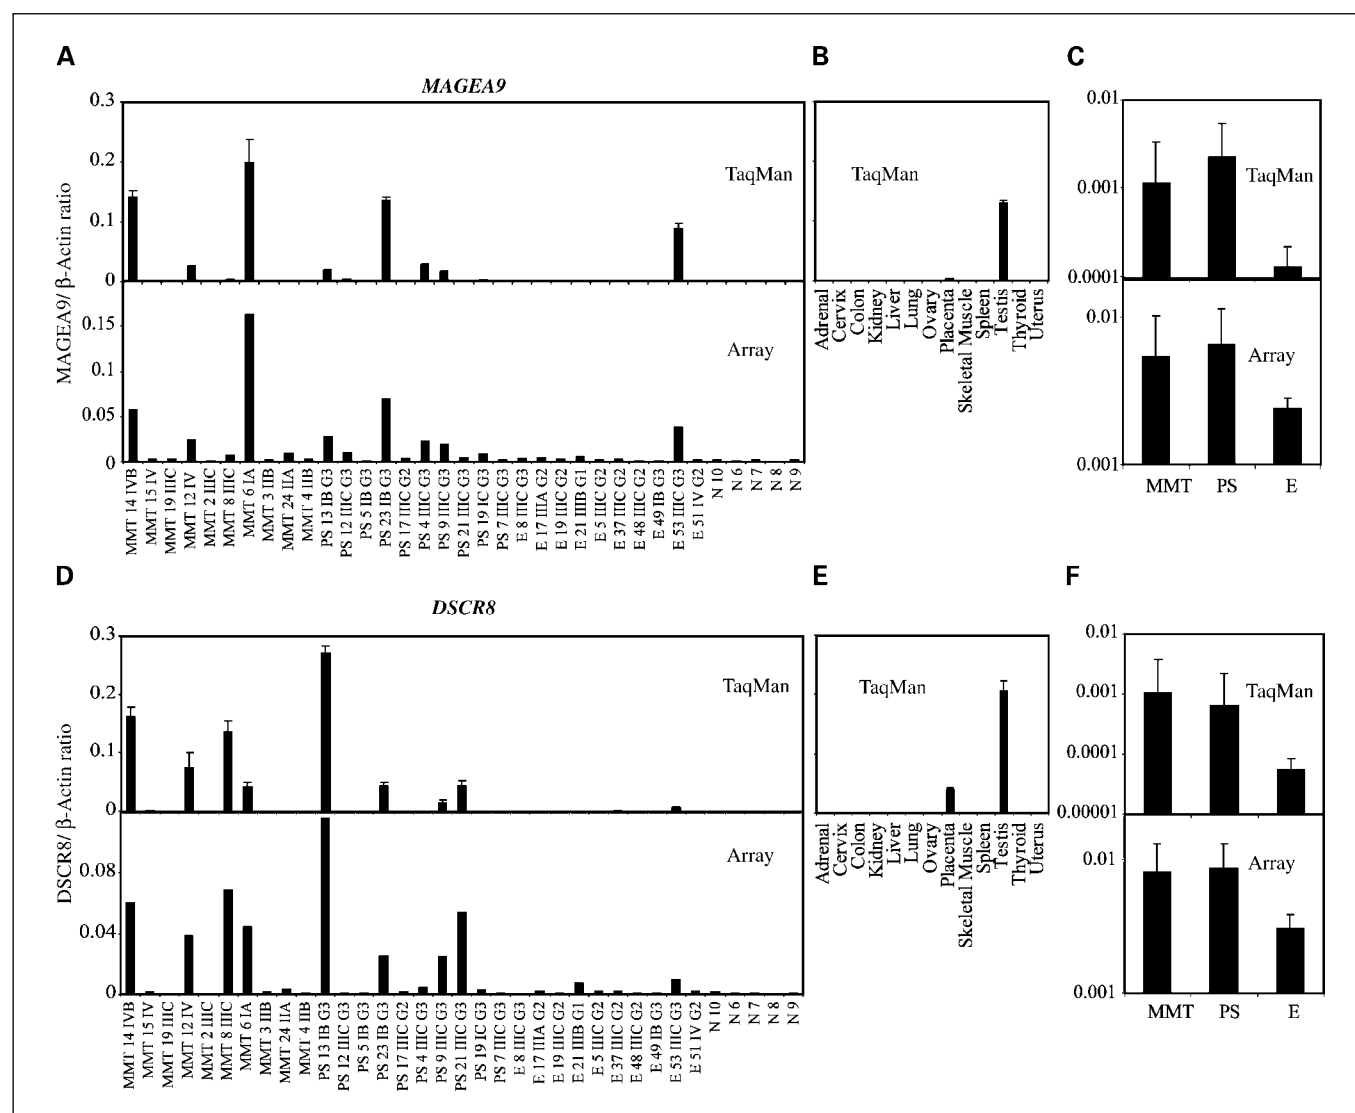 A
B
C
MAGEA9
0.3
0.2
0.1
0
TaqMan
MAGEA9/ β-Actin ratio
0.15
0.1
0.05
0
Array
MMT 14 IVB
MMT 15 IV
MMT 19 IIIC
MMT 12 IV
MMT 2 IIIC
MMT 8 IIIC
MMT 6 IA
MMT 3 IIB
MMT 24 IIA
MMT 4 IIB
PS 13 IB G3
PS 12 IIIC G3
PS 5 IB G3
PS 23 IB G3
PS 17 IIIC G2
PS 4 IIIC G3
PS 9 IIIC G3
PS 21 IIIC G3
PS 19 IC G3
PS 7 IIIC G3
E 8 IIIC G3
E 17 IIIA G2
E 19 IIIC G2
E 21 IIIB G1
E 5 IIIC G2
E 37 IIIC G2
E 48 IIIC G2
E 49 IB G3
E 53 IIIC G3
E 51 IV G2
N 10
N 6
N 7
N 8
N 9
TaqMan
Adrenal
Cervix
Colon
Kidney
Liver
Lung
Ovary
Placenta
Skeletal Muscle
Spleen
Testis
Thyroid
Uterus
0.01
0.001
0.0001
TaqMan
0.01
0.001
Array
MMT
PS
E
D
E
F
DSCR8
0.3
0.2
0.1
0
TaqMan
DSCR8/ β-Actin ratio
0.08
0.04
0
Array
MMT 14 IVB
MMT 15 IV
MMT 19 IIIC
MMT 12 IV
MMT 2 IIIC
MMT 8 IIIC
MMT 6 IA
MMT 3 IIB
MMT 24 IIA
MMT 4 IIB
PS 13 IB G3
PS 12 IIIC G3
PS 5 IB G3
PS 23 IB G3
PS 17 IIIC G2
PS 4 IIIC G3
PS 9 IIIC G3
PS 21 IIIC G3
PS 19 IC G3
PS 7 IIIC G3
E 8 IIIC G3
E 17 IIIA G2
E 19 IIIC G2
E 21 IIIB G1
E 5 IIIC G2
E 37 IIIC G2
E 48 IIIC G2
E 49 IB G3
E 53 IIIC G3
E 51 IV G2
N 10
N 6
N 7
N 8
N 9
TaqMan
Adrenal
Cervix
Colon
Kidney
Liver
Lung
Ovary
Placenta
Skeletal Muscle
Spleen
Testis
Thyroid
Uterus
0.01
0.001
0.0001
0.00001
TaqMan
0.01
0.001
Array
MMT
PS
E